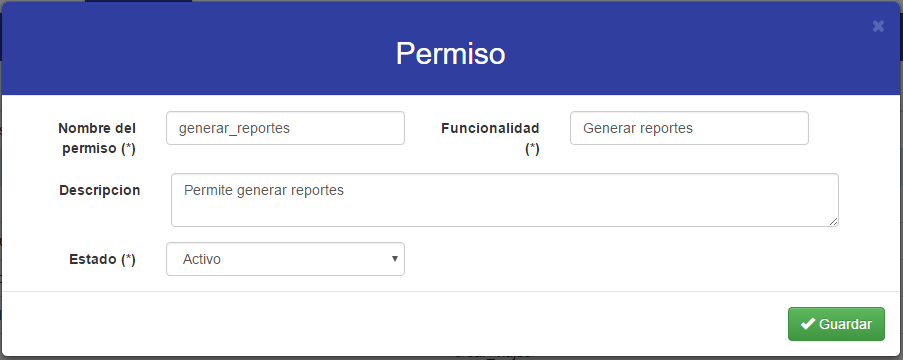 Permiso
Nombre del permiso (*)
generar_reportes
Funcionalidad (*)
Generar reportes
Descripcion
Permite generar reportes
Estado (*)
Activo
Guardar